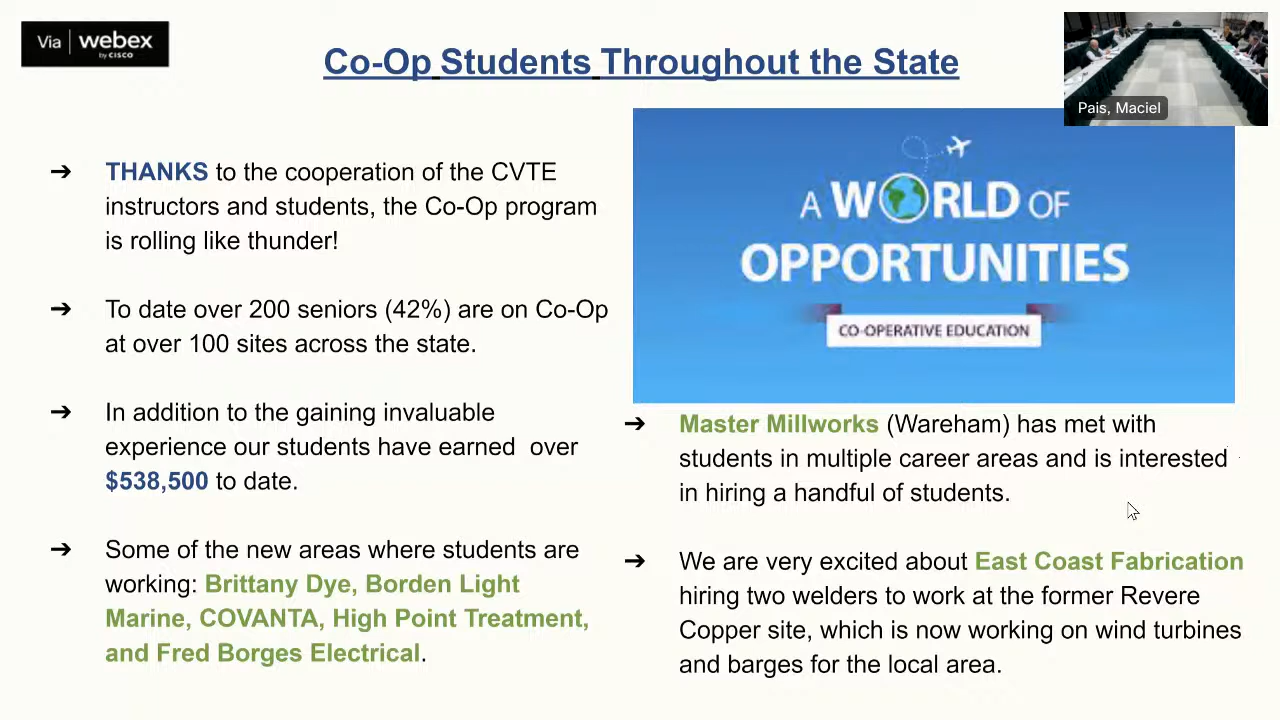 Via webex
by CISCO
Co-Op Students Throughout the State
Pais, Maciel
➔ THANKS to the cooperation of the CVTE
instructors and students, the Co-Op program
is rolling like thunder!
➔ To date over 200 seniors (42%) are on Co-Op
at over 100 sites across the state.
➔ In addition to the gaining invaluable
experience our students have earned over
$538,500 to date.
➔ Some of the new areas where students are
working: Brittany Dye, Borden Light
Marine, COVANTA, High Point Treatment,
and Fred Borges Electrical.
A WORLD OF
OPPORTUNITIES
CO-OPERATIVE EDUCATION
➔ Master Millworks (Wareham) has met with
students in multiple career areas and is interested
in hiring a handful of students.
➔ We are very excited about East Coast Fabrication
hiring two welders to work at the former Revere
Copper site, which is now working on wind turbines
and barges for the local area.